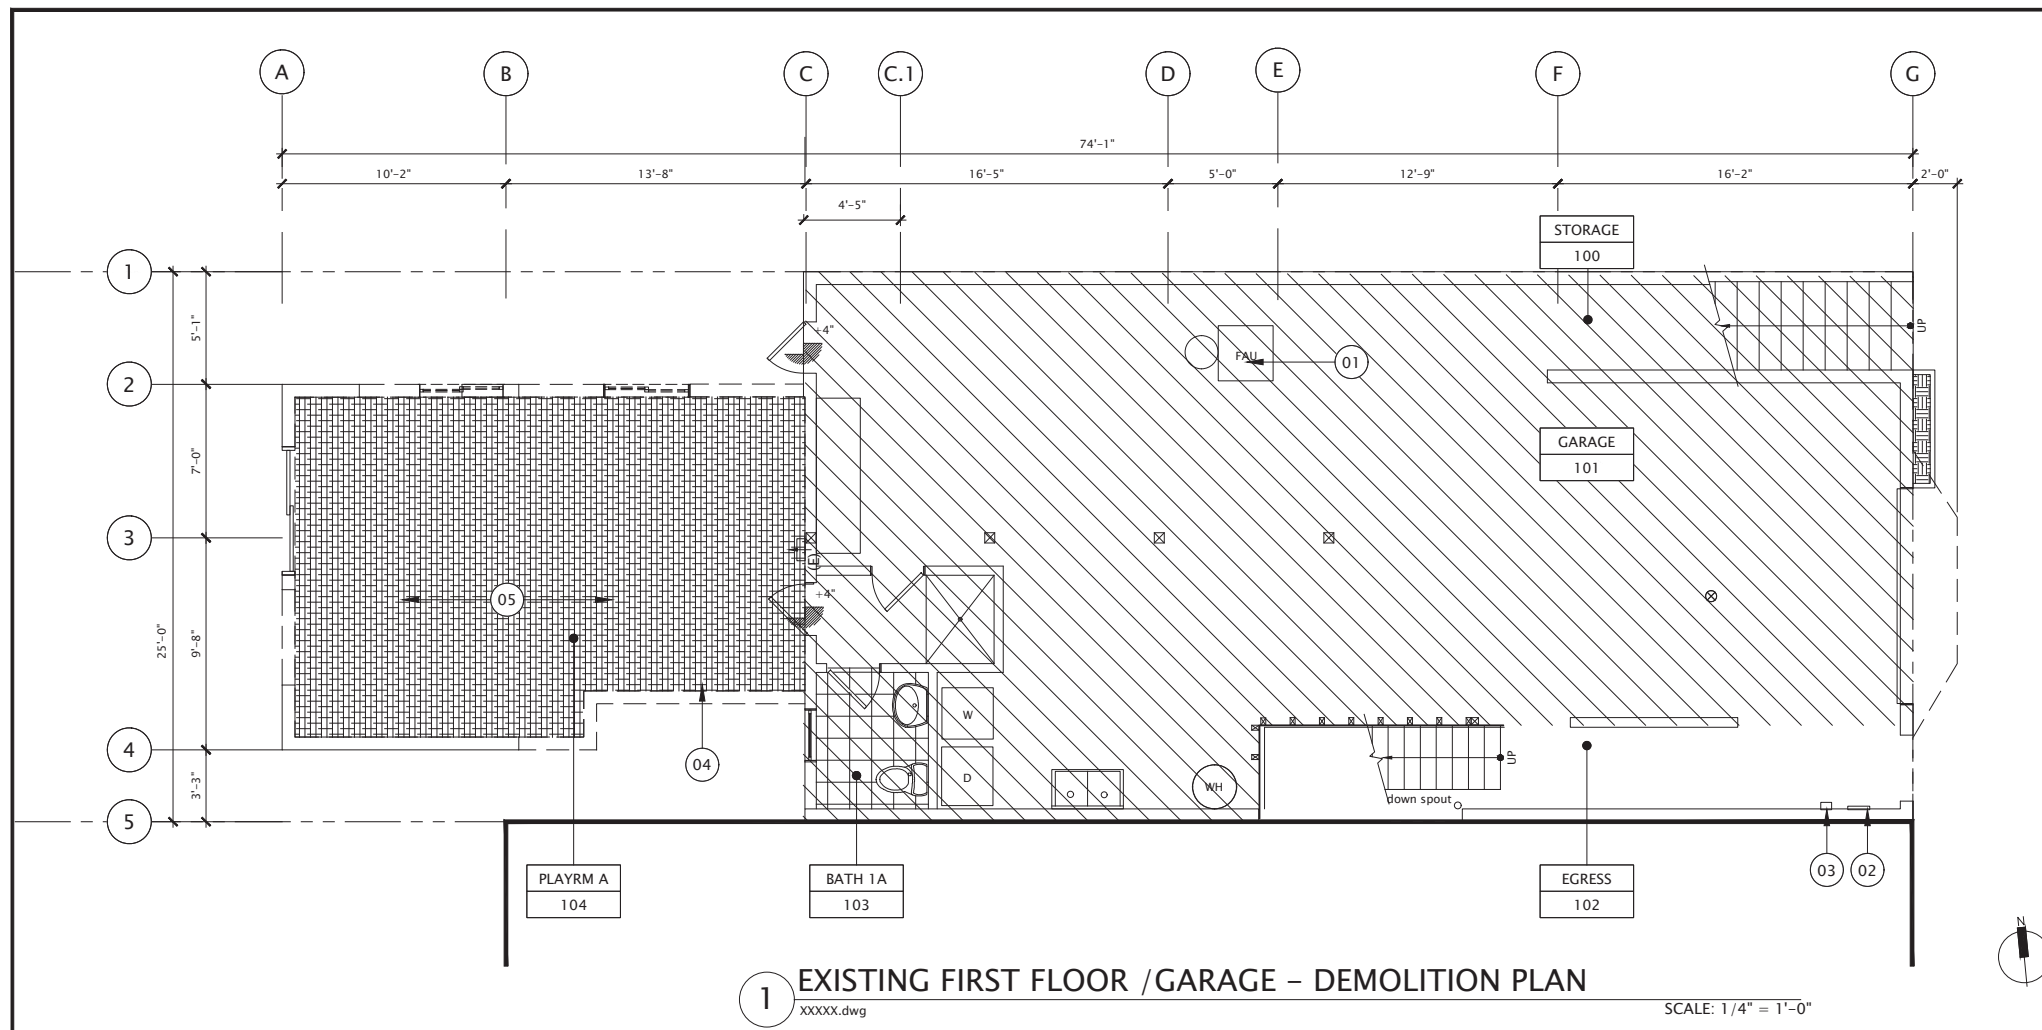 A B C C.1 D E F G
74'-1"
10'-2" 13'-8" 16'-5" 5'-0" 12'-9" 16'-2" 2'-0"
4'-5"
STORAGE
100
1
5'-1"
+4"
UP
FAU
01
2
GARAGE
101
7'-0"
3
(E)
+4"
05
25'-0"
9'-8"
W
4
04
D
WH
UP
3'-3"
down spout
5
PLAYRM A
104
BATH 1A
103
EGRESS
102
03 02
N
1 EXISTING FIRST FLOOR /GARAGE – DEMOLITION PLAN
XXXXX.dwg
SCALE: 1/4" = 1'-0"